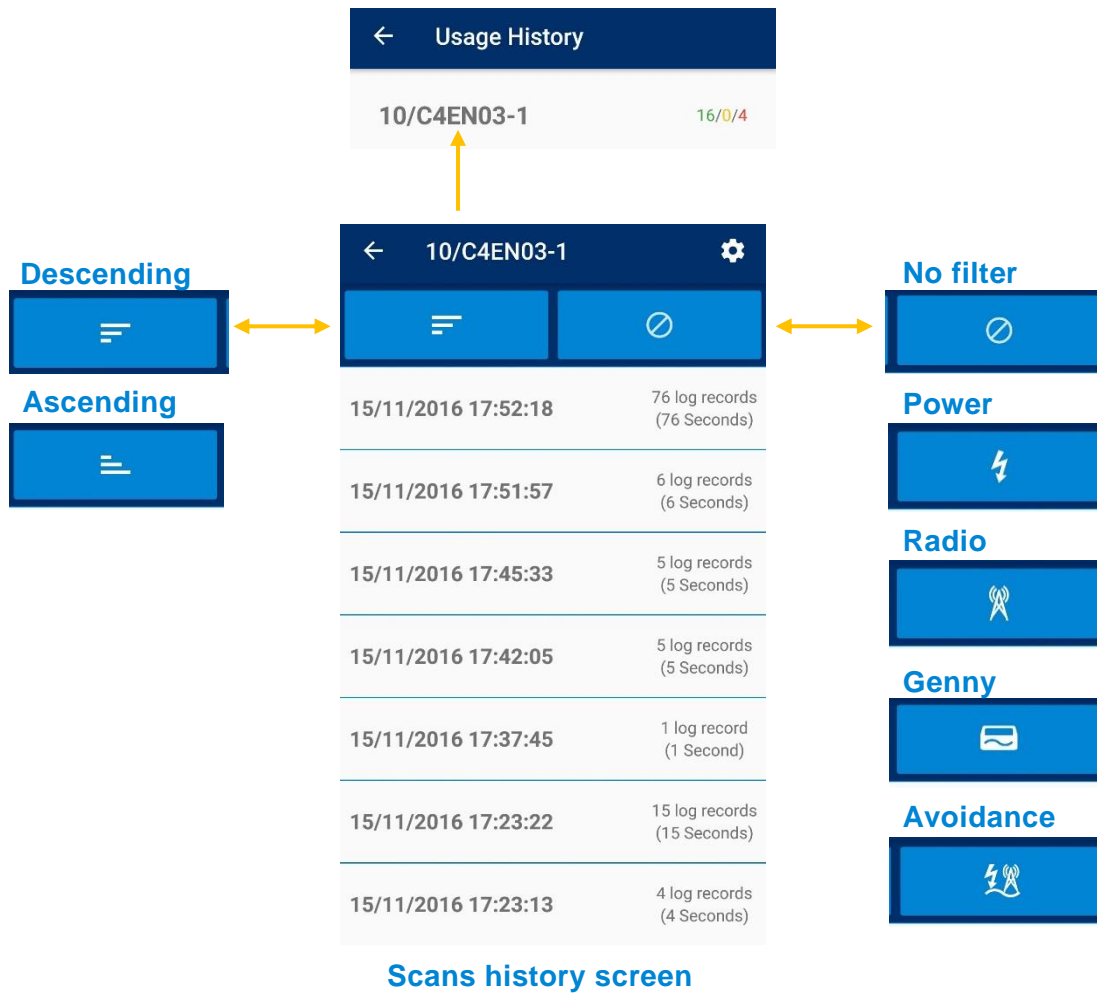 Usage History
10/C4EN03-1
16/0/4
10/C4EN03-1
Descending
Ascending
15/11/2016 17:52:18
76 log records
(76 Seconds)
15/11/2016 17:51:57
6 log records
(6 Seconds)
15/11/2016 17:45:33
5 log records
(5 Seconds)
15/11/2016 17:42:05
5 log records
(5 Seconds)
15/11/2016 17:37:45
1 log record
(1 Second)
15/11/2016 17:23:22
15 log records
(15 Seconds)
15/11/2016 17:23:13
4 log records
(4 Seconds)
No filter
Power
Radio
Genny
Avoidance
Scans history screen